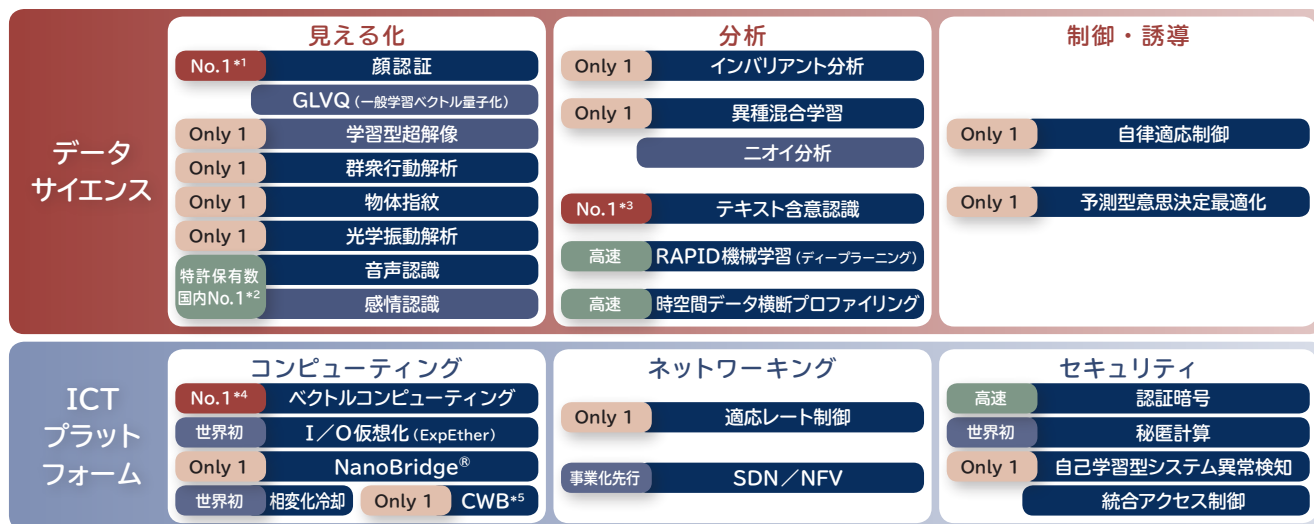 データ
サイエンス
見える化
No.1*1 顔認証
GLVQ（一般学習ベクトル量子化）
Only 1 学習型超解像
Only 1 群衆行動解析
Only 1 物体指紋
Only 1 光学振動解析
特許保有数
国内No.1*2
音声認識
感情認識
分析
Only 1 インバリアント分析
Only 1 異種混合学習
ニオイ分析
No.1*3 テキスト含意認識
高速 RAPID機械学習（ディープラーニング）
高速 時空間データ横断プロファイリング
制御・誘導
Only 1 自律適応制御
Only 1 予測型意思決定最適化
ICT
プラット
フォーム
コンピューティング
No.1*4 ベクトルコンピューティング
世界初 I／O仮想化（ExpEther）
Only 1 NanoBridge®
世界初 相変化冷却 Only 1 CWB*5
ネットワーキング
Only 1 適応レート制御
事業化先行 SDN／NFV
セキュリティ
高速 認証暗号
世界初 秘匿計算
Only 1 自己学習型システム異常検知
統合アクセス制御